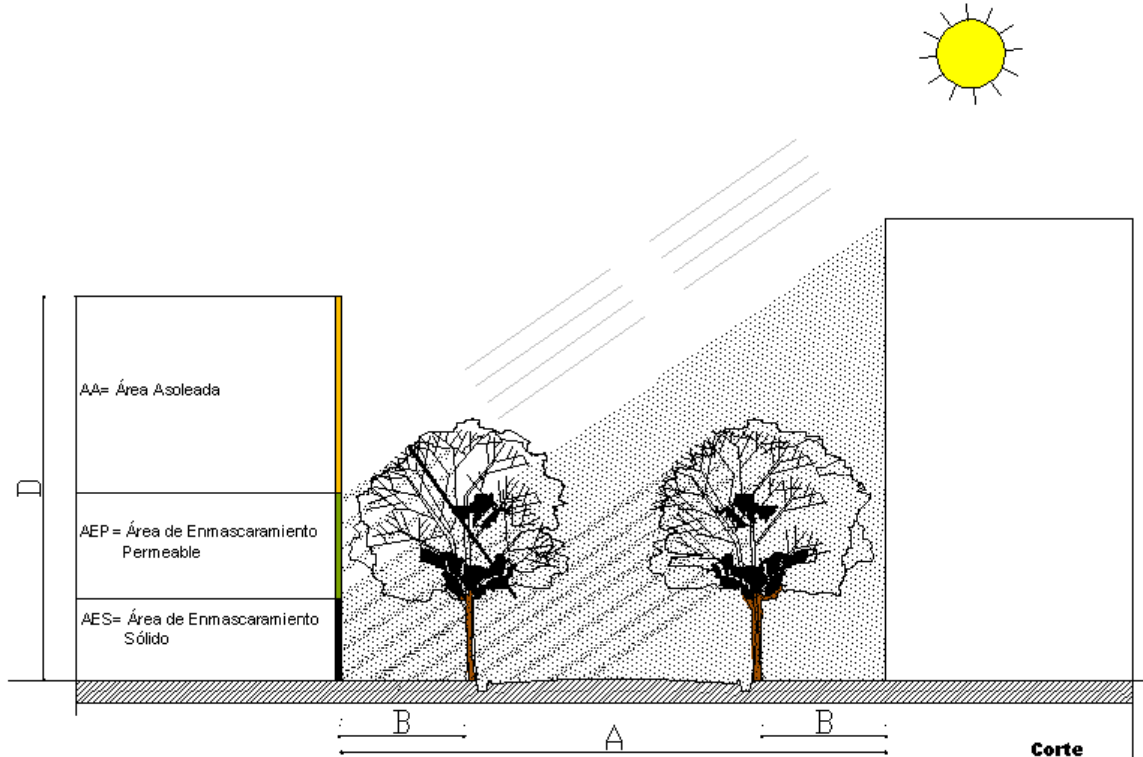 D
AA= Área Asoleada
AEP= Área de Enmascaramiento
Permeable
AES= Área de Enmascaramiento
Sólido
B
A
B
Corte